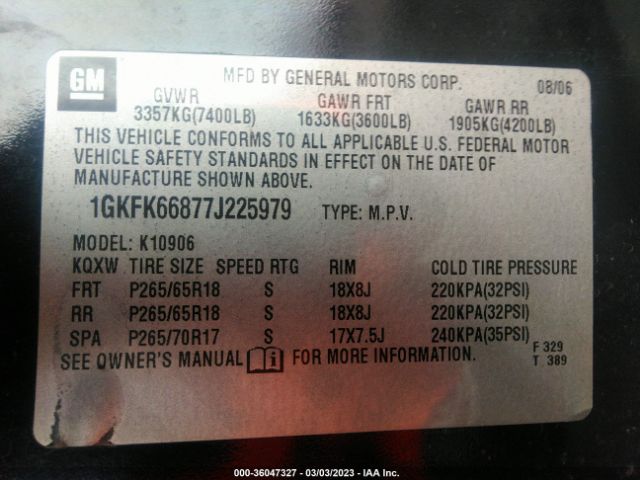 GM
MFD BY GENERAL MOTORS CORP. 08/06
GVWR GAWR FRT GAWR RR
3357KG(7400LB) 1633KG(3600LB) 1905KG(4200LB)
THIS VEHICLE CONFORMS TO ALL APPLICABLE U.S. FEDERAL MOTOR
VEHICLE SAFETY STANDARDS IN EFFECT ON THE DATE OF
MANUFACTURE SHOWN ABOVE.
1GKFK66877J225979 TYPE: M.P.V.
MODEL: K10906
KQXW TIRE SIZE SPEED RTG RIM COLD TIRE PRESSURE
FRT P265/65R18 S 18X8J 220KPA(32PSI)
RR P265/65R18 S 18X8J 220KPA(32PSI)
SPA P265/70R17 S 17X7.5J 240KPA(35PSI)
SEE OWNER'S MANUAL i FOR MORE INFORMATION.
F 329
T 389
000-36047327 - 03/03/2023 - IAA Inc.